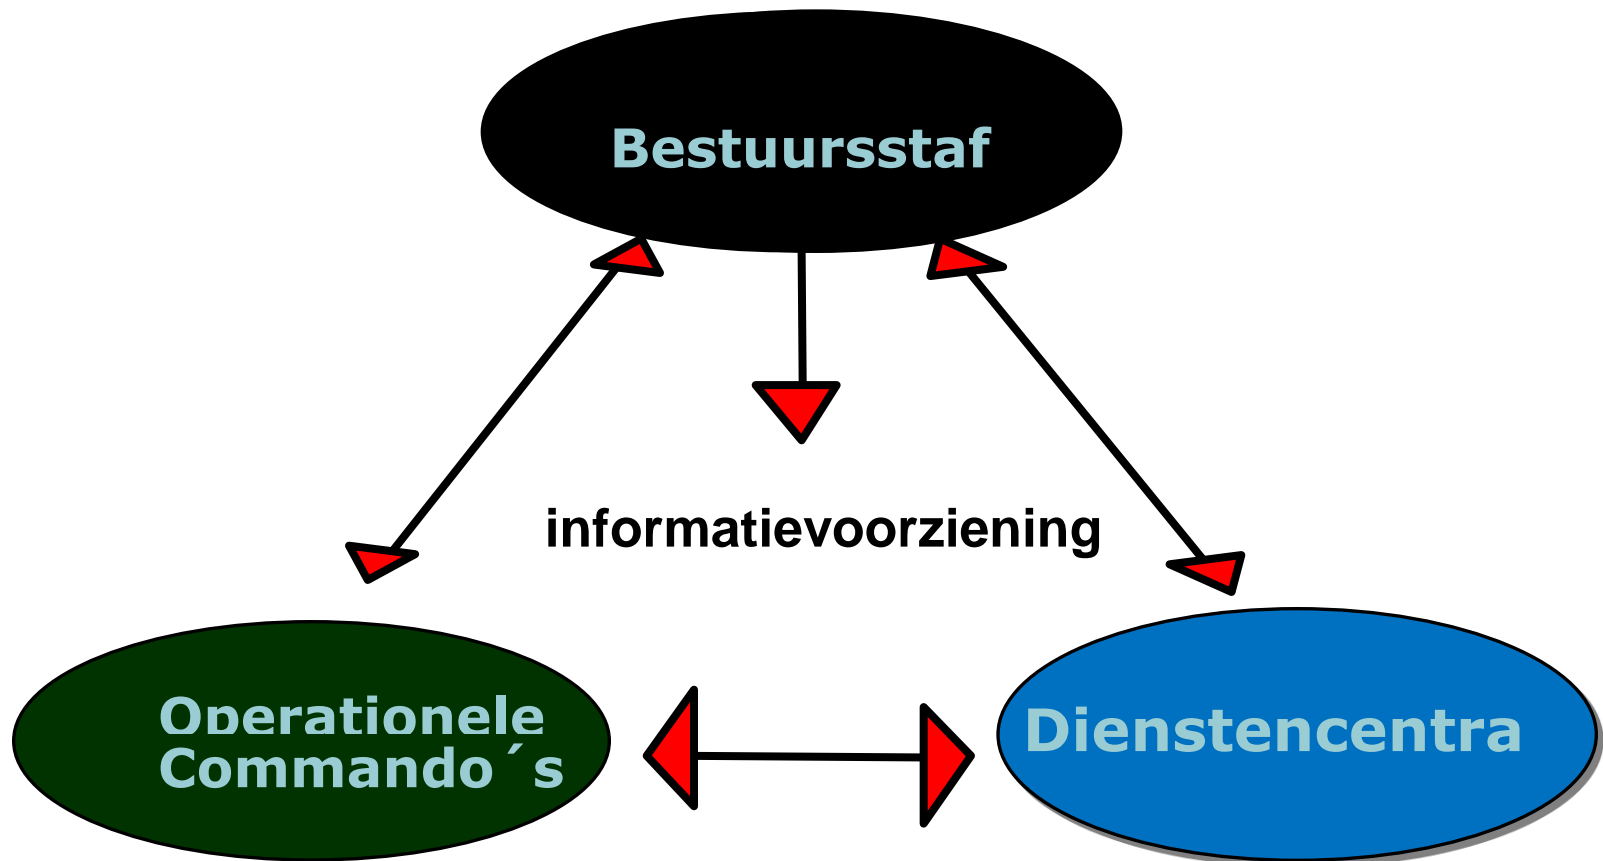 Bestuursstaf
informatievoorziening
Operationele
Commando´s
Dienstencentra